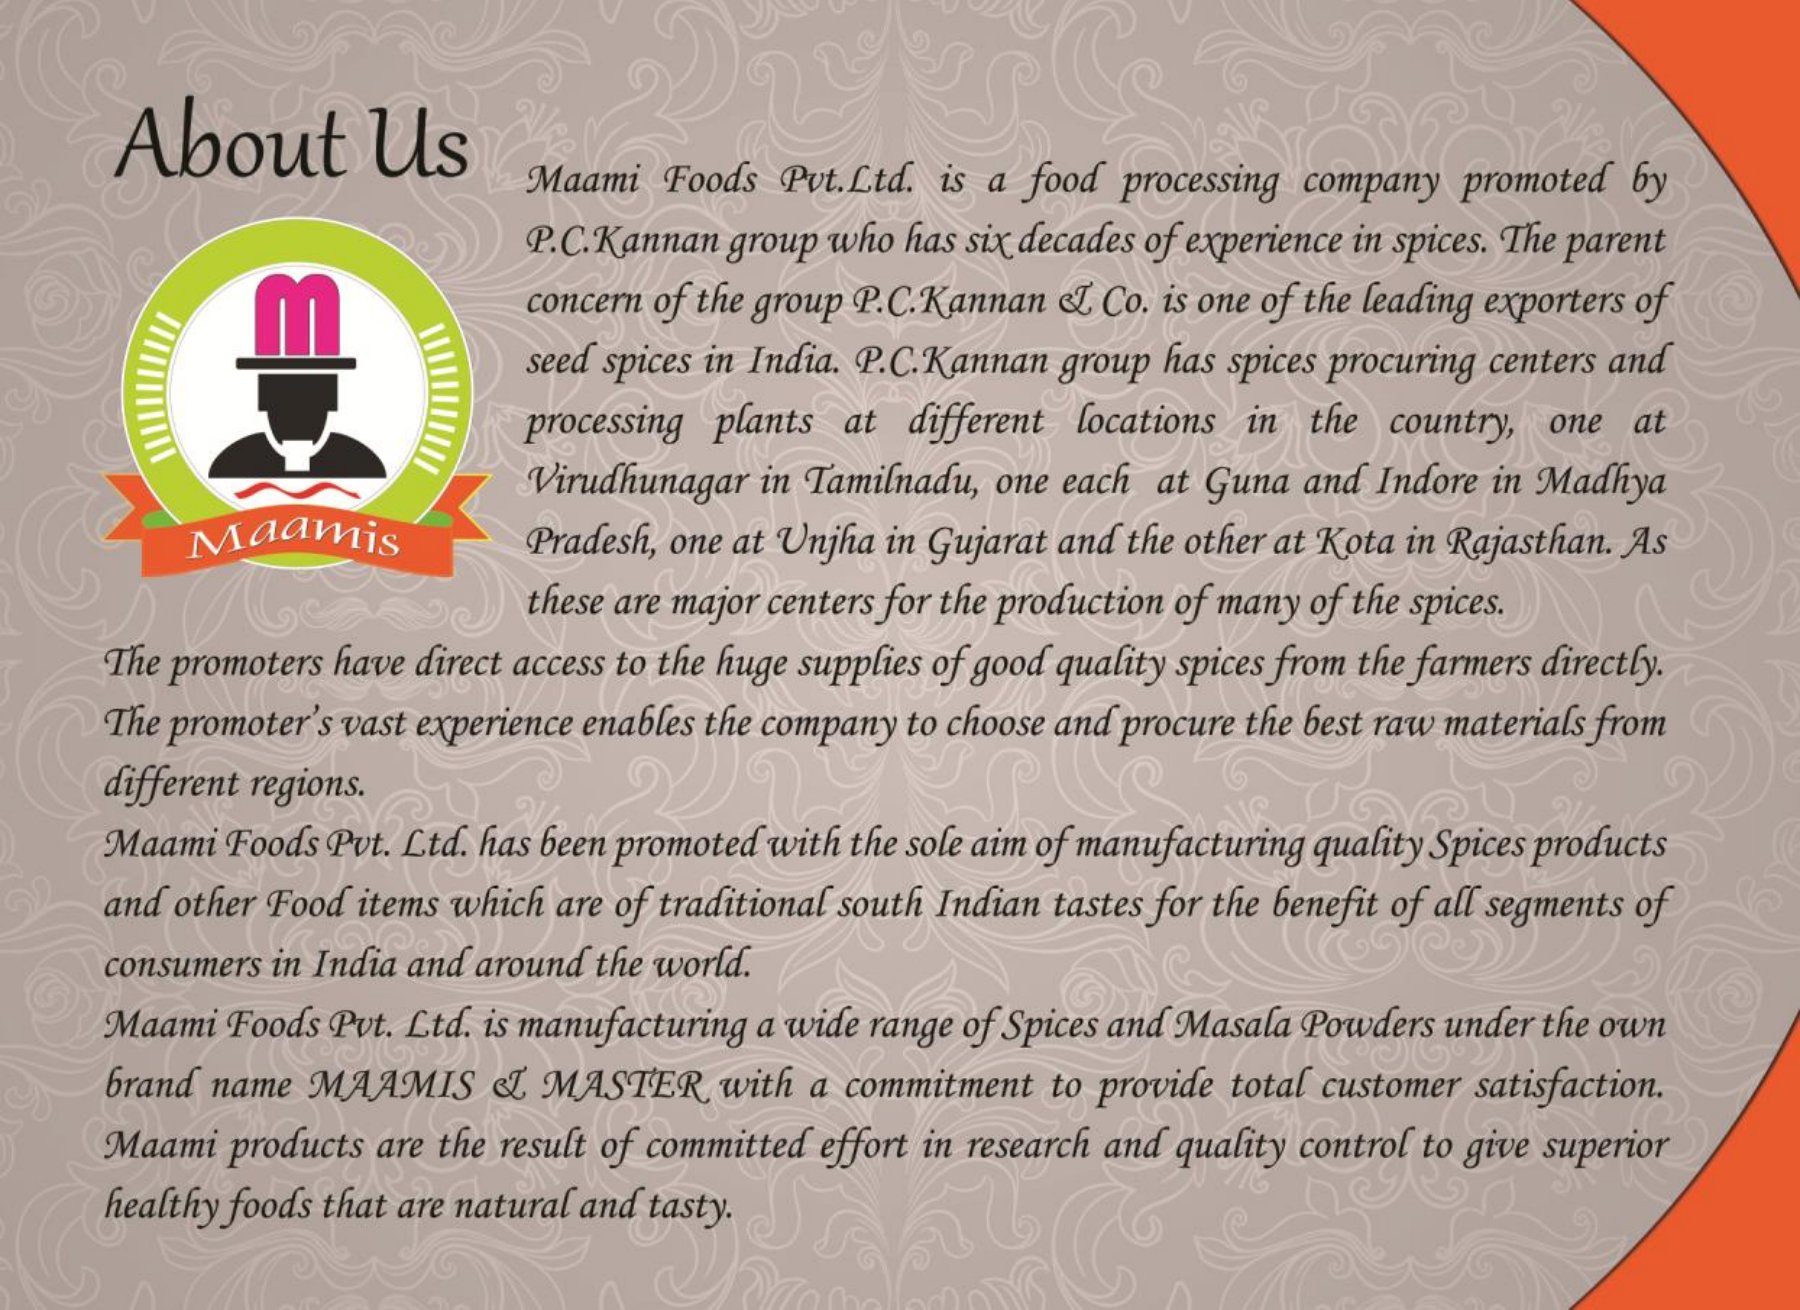 About Us
Maami Foods Pvt.Ltd. is a food processing company promoted by
P.C.Kannan group who has six decades of experience in spices. The parent
concern of the group P.C.Kannan & Co. is one of the leading exporters of
seed spices in India. P.C.Kannan group has spices procuring centers and
processing plants at different locations in the country, one at
Virudhunagar in Tamilnadu, one each at Guna and Indore in Madhya
Pradesh, one at Unjha in Gujarat and the other at Kota in Rajasthan. As
these are major centers for the production of many of the spices.
m
Maamis
The promoters have direct access to the huge supplies of good quality spices from the farmers directly.
The promoter's vast experience enables the company to choose and procure the best raw materials from
different regions.
Maami Foods Pvt. Ltd. has been promoted with the sole aim of manufacturing quality Spices products
and other Food items which are of traditional south Indian tastes for the benefit of all segments of
consumers in India and around the world.
Maami Foods Pvt. Ltd. is manufacturing a wide range of Spices and Masala Powders under the own
brand name MAAMIS & MASTER with a commitment to provide total customer satisfaction.
Maami products are the result of committed effort in research and quality control to give superior
healthy foods that are natural and tasty.